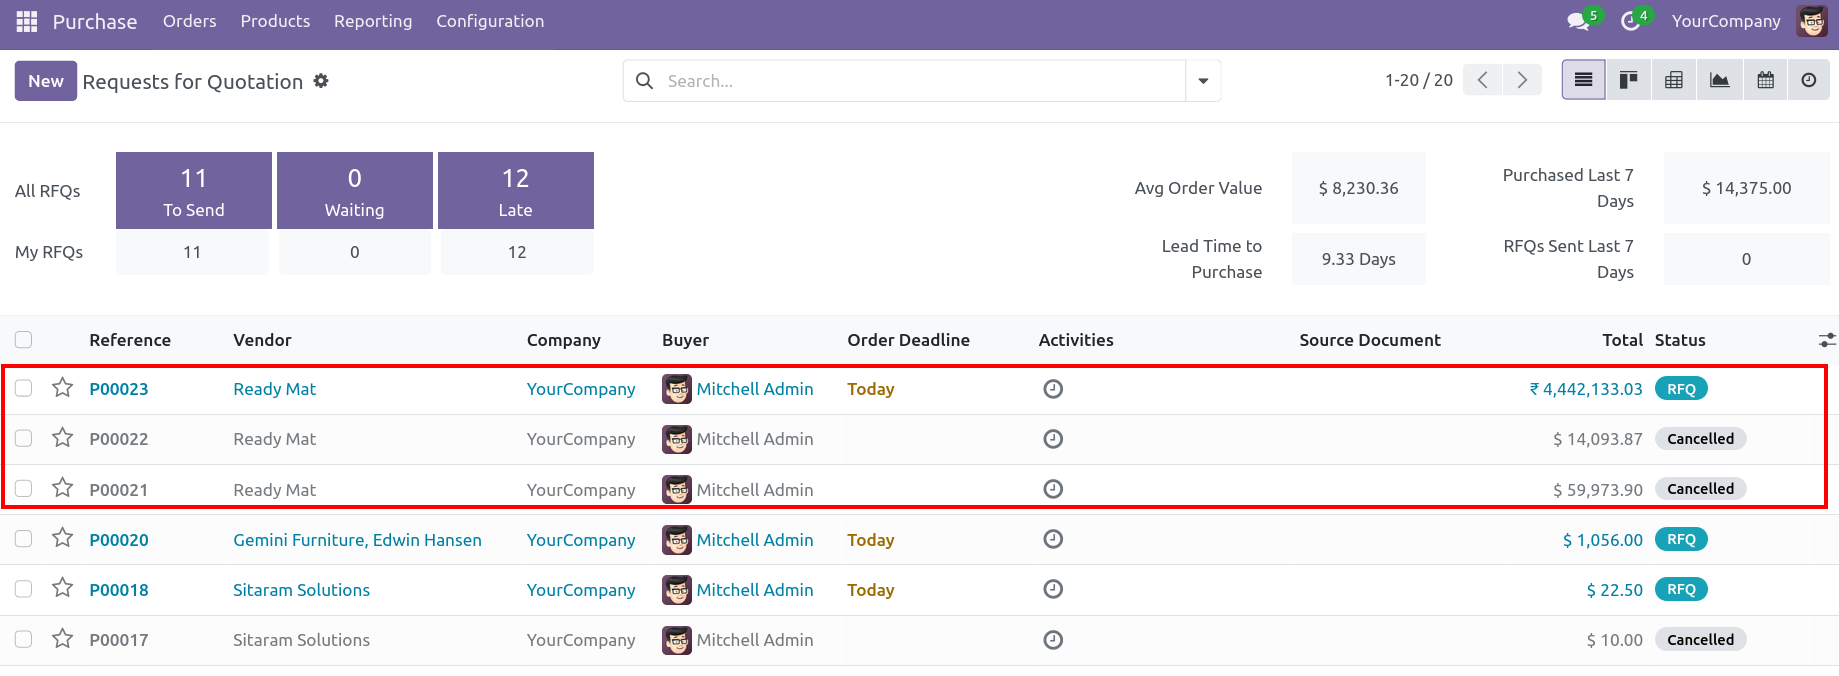 Purchase Orders Products Reporting Configuration 5 4 YourCompany
New Requests for Quotation Search... 1-20 / 20
All RFQs 11 To Send 0 Waiting 12 Late
My RFQs 11 0 12
Avg Order Value $ 8,230.36 Purchased Last 7 Days $ 14,375.00
Lead Time to Purchase 9.33 Days RFQs Sent Last 7 Days 0
Reference Vendor Company Buyer Order Deadline Activities Source Document Total Status
P00023 Ready Mat YourCompany Mitchell Admin Today ₹ 4,442,133.03 RFQ
P00022 Ready Mat YourCompany Mitchell Admin $ 14,093.87 Cancelled
P00021 Ready Mat YourCompany Mitchell Admin $ 59,973.90 Cancelled
P00020 Gemini Furniture, Edwin Hansen YourCompany Mitchell Admin Today $ 1,056.00 RFQ
P00018 Sitaram Solutions YourCompany Mitchell Admin Today $ 22.50 RFQ
P00017 Sitaram Solutions YourCompany Mitchell Admin $ 10.00 Cancelled